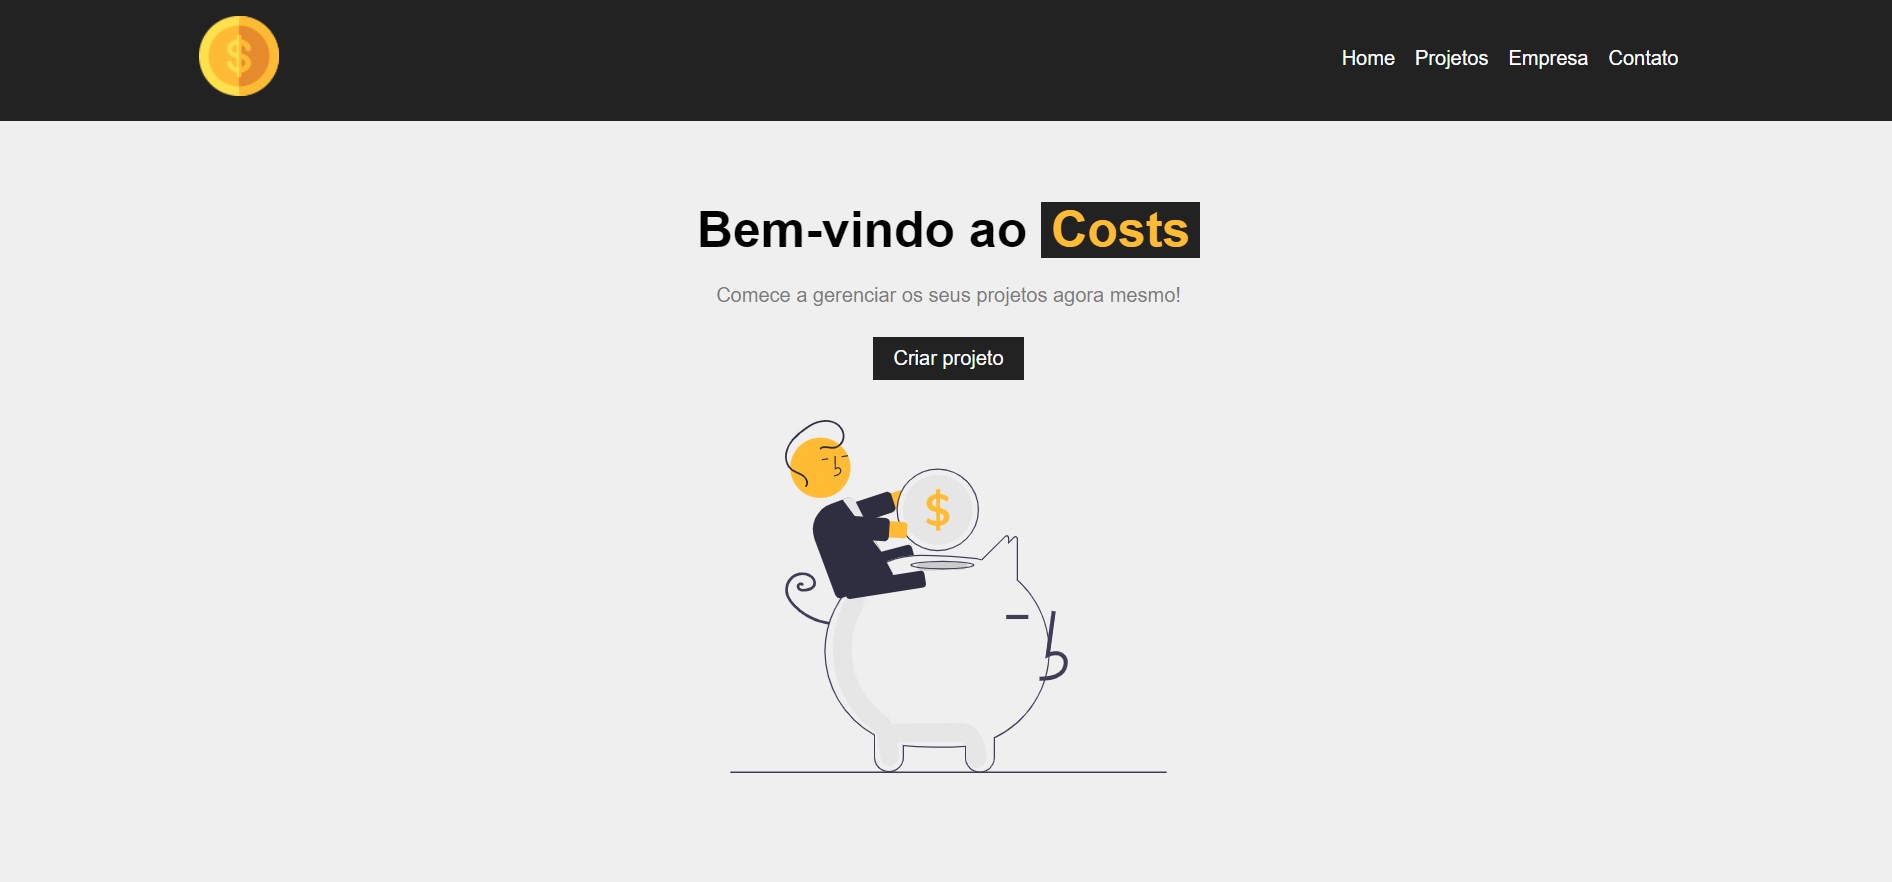 $
Home Projetos Empresa Contato
Bem-vindo ao Costs
Comece a gerenciar os seus projetos agora mesmo!
Criar projeto
$